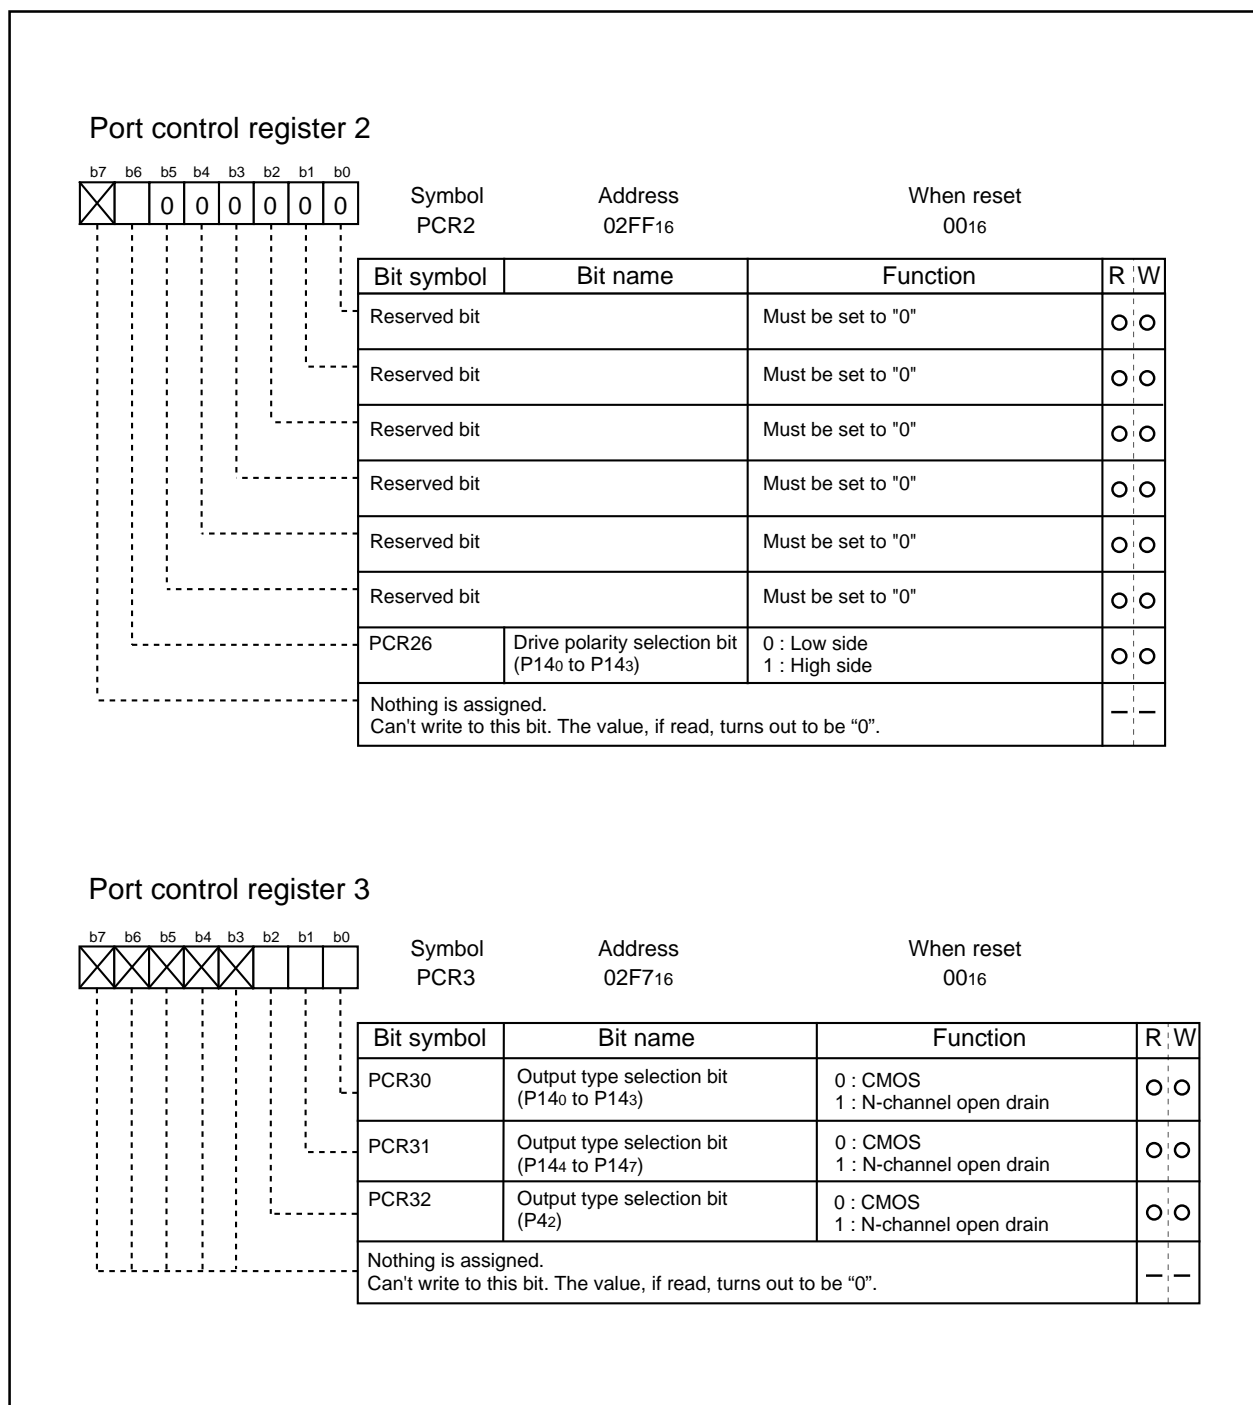 Port control register 2
b7 b6 b5 b4 b3 b2 b1 b0
0 0 0 0 0 0
Symbol Address When reset
PCR2 02FF16 0016
Bit symbol Bit name Function R W
Reserved bit Must be set to "0"
Reserved bit Must be set to "0"
Reserved bit Must be set to "0"
Reserved bit Must be set to "0"
Reserved bit Must be set to "0"
Reserved bit Must be set to "0"
PCR26 Drive polarity selection bit 0 : Low side
(P140 to P143) 1 : High side
Nothing is assigned.
Can't write to this bit. The value, if read, turns out to be “0”.
Port control register 3
b7 b6 b5 b4 b3 b2 b1 b0
Symbol Address When reset
PCR3 02F716 0016
Bit symbol Bit name Function R W
PCR30 Output type selection bit 0 : CMOS
(P140 to P143) 1 : N-channel open drain
PCR31 Output type selection bit 0 : CMOS
(P144 to P147) 1 : N-channel open drain
PCR32 Output type selection bit 0 : CMOS
(P42) 1 : N-channel open drain
Nothing is assigned.
Can't write to this bit. The value, if read, turns out to be “0”.